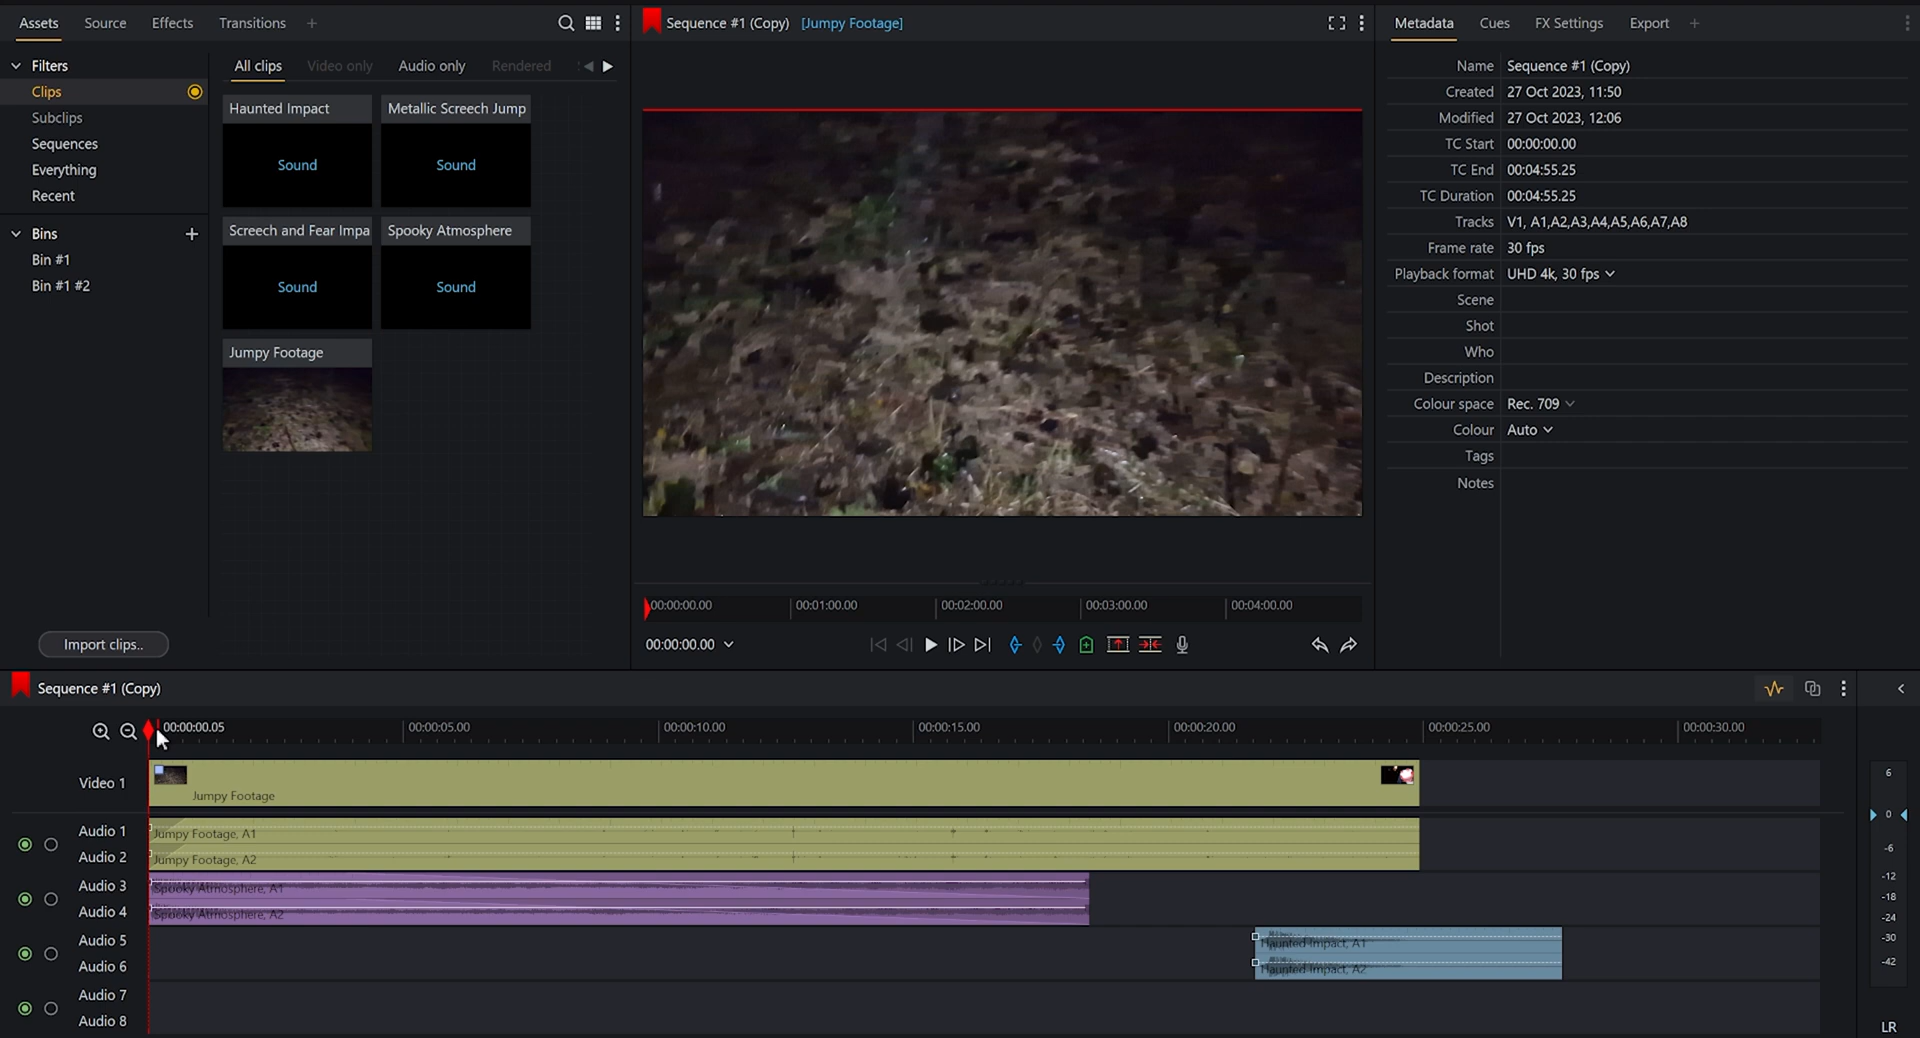 Assets Source Effects Transitions +
Filters
Clips
Subclips
Sequences
Everything
Recent
Bins +
Bin #1
Bin #1 #2
Import clips..
All clips Video only Audio only Rendered
Haunted Impact
Sound
Metallic Screech Jump
Sound
Screech and Fear Impa
Sound
Spooky Atmosphere
Sound
Jumpy Footage
Sequence #1 (Copy) [Jumpy Footage]
00:00:00.00 00:01:00.00 00:02:00.00 00:03:00.00 00:04:00.00
00:00:00.00
Metadata Cues FX Settings Export +
Name Sequence #1 (Copy)
Created 27 Oct 2023, 11:50
Modified 27 Oct 2023, 12:06
TC Start 00:00:00.00
TC End 00:04:55.25
TC Duration 00:04:55.25
Tracks V1, A1,A2,A3,A4,A5,A6,A7,A8
Frame rate 30 fps
Playback format UHD 4k, 30 fps
Scene
Shot
Who
Description
Colour space Rec. 709
Colour Auto
Tags
Notes
Sequence #1 (Copy)
00:00:00.05 00:00:05.00 00:00:10.00 00:00:15.00 00:00:20.00 00:00:25.00 00:00:30.00
Video 1
Jumpy Footage
Audio 1
Jumpy Footage, A1
Audio 2
Jumpy Footage, A2
Audio 3
Spooky Atmosphere, A1
Audio 4
Spooky Atmosphere, A2
Audio 5
Haunted Impact, A1
Audio 6
Haunted Impact, A2
Audio 7
Audio 8
6
0
-6
-12
-18
-24
-30
-42
LR